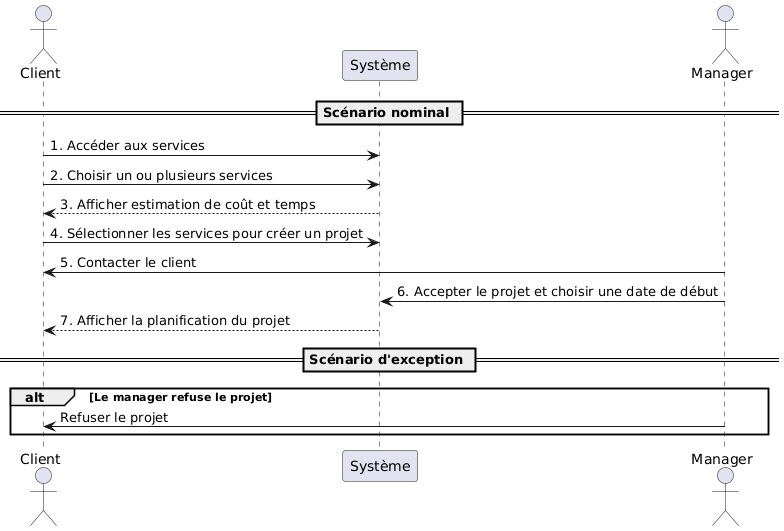 Client
Système
Manager
Scénario nominal
1. Accéder aux services
2. Choisir un ou plusieurs services
3. Afficher estimation de coût et temps
4. Sélectionner les services pour créer un projet
5. Contacter le client
6. Accepter le projet et choisir une date de début
7. Afficher la planification du projet
Scénario d'exception
alt [Le manager refuse le projet]
Refuser le projet
Client
Système
Manager